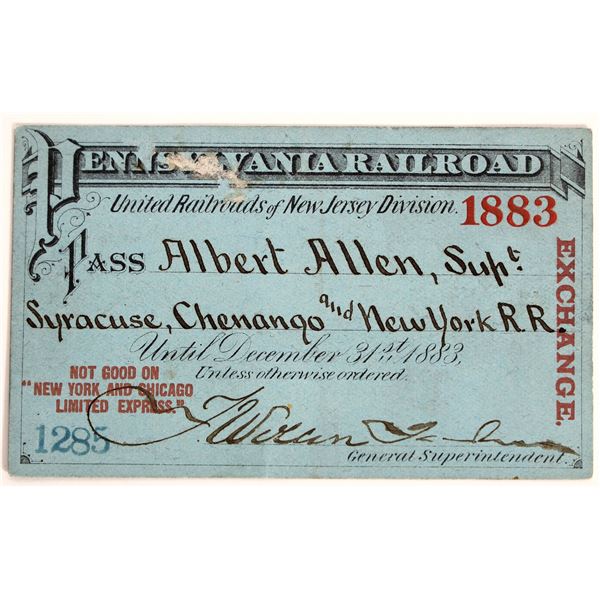 PENNSYLVANIA RAILROAD
United Railroads of New Jersey Division.
1883
PASS Albert Allen, Supt
Syracuse, Chenango and New York R.R.
Until December 31st 1883,
Unless otherwise ordered.
EXCHANGE.
NOT GOOD ON
"NEW YORK AND CHICAGO
LIMITED EXPRESS."
1285
General Superintendent.